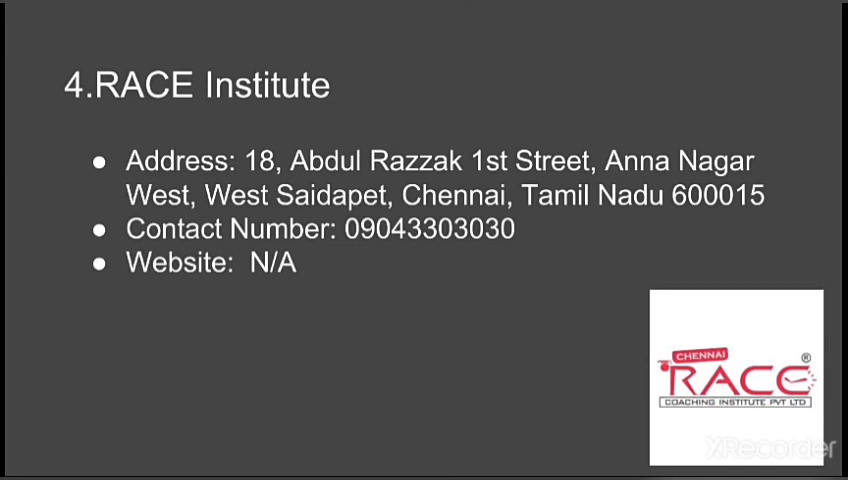 4.RACE Institute
● Address: 18, Abdul Razzak 1st Street, Anna Nagar
West, West Saidapet, Chennai, Tamil Nadu 600015
● Contact Number: 09043303030
● Website: N/A
CHENNAI
RACE®
COACHING INSTITUTE PVT LTD
XRecorder